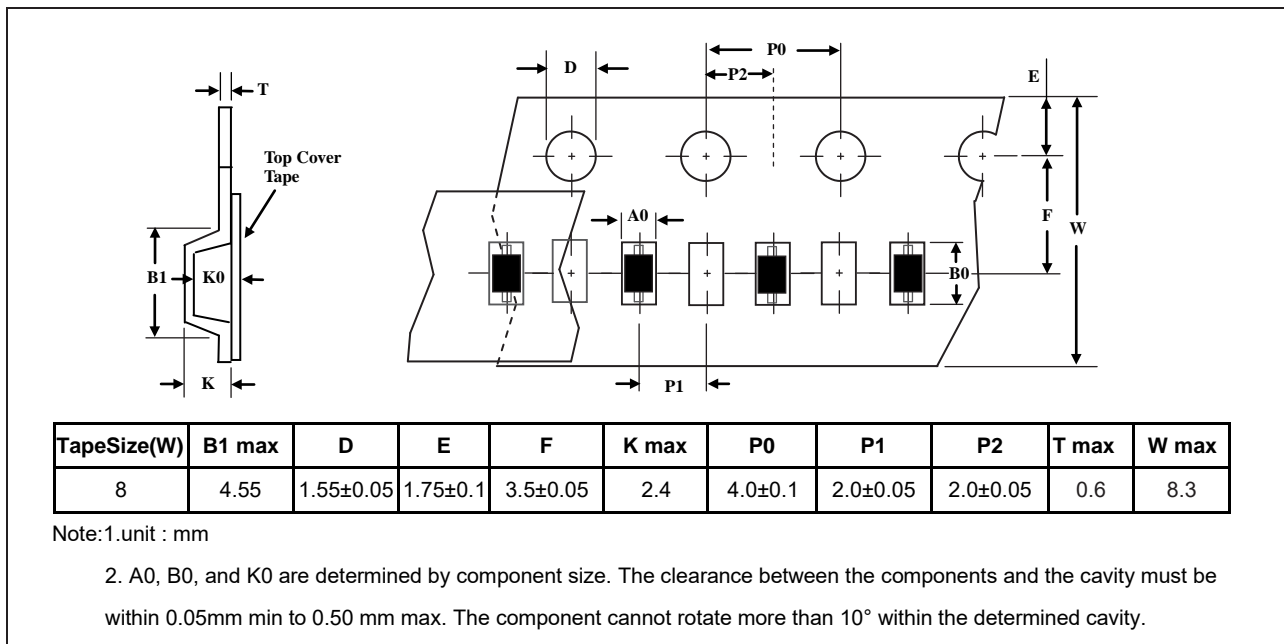 P0
D
P2
E
T
Top Cover
Tape
A0
F
W
B1
K0
B0
K
P1
TapeSize(W) B1 max D E F K max P0 P1 P2 T max W max
8 4.55 1.55±0.05 1.75±0.1 3.5±0.05 2.4 4.0±0.1 2.0±0.05 2.0±0.05 0.6 8.3
Note:1.unit : mm
2. A0, B0, and K0 are determined by component size. The clearance between the components and the cavity must be
within 0.05mm min to 0.50 mm max. The component cannot rotate more than 10° within the determined cavity.